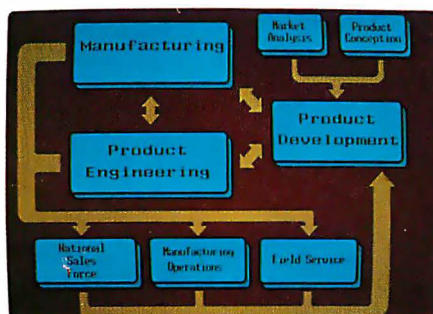 Manufacturing
Market
Analysis
Product
Conception
Product
Engineering
Product
Development
National
Sales
Force
Manufacturing
Operations
Field Service